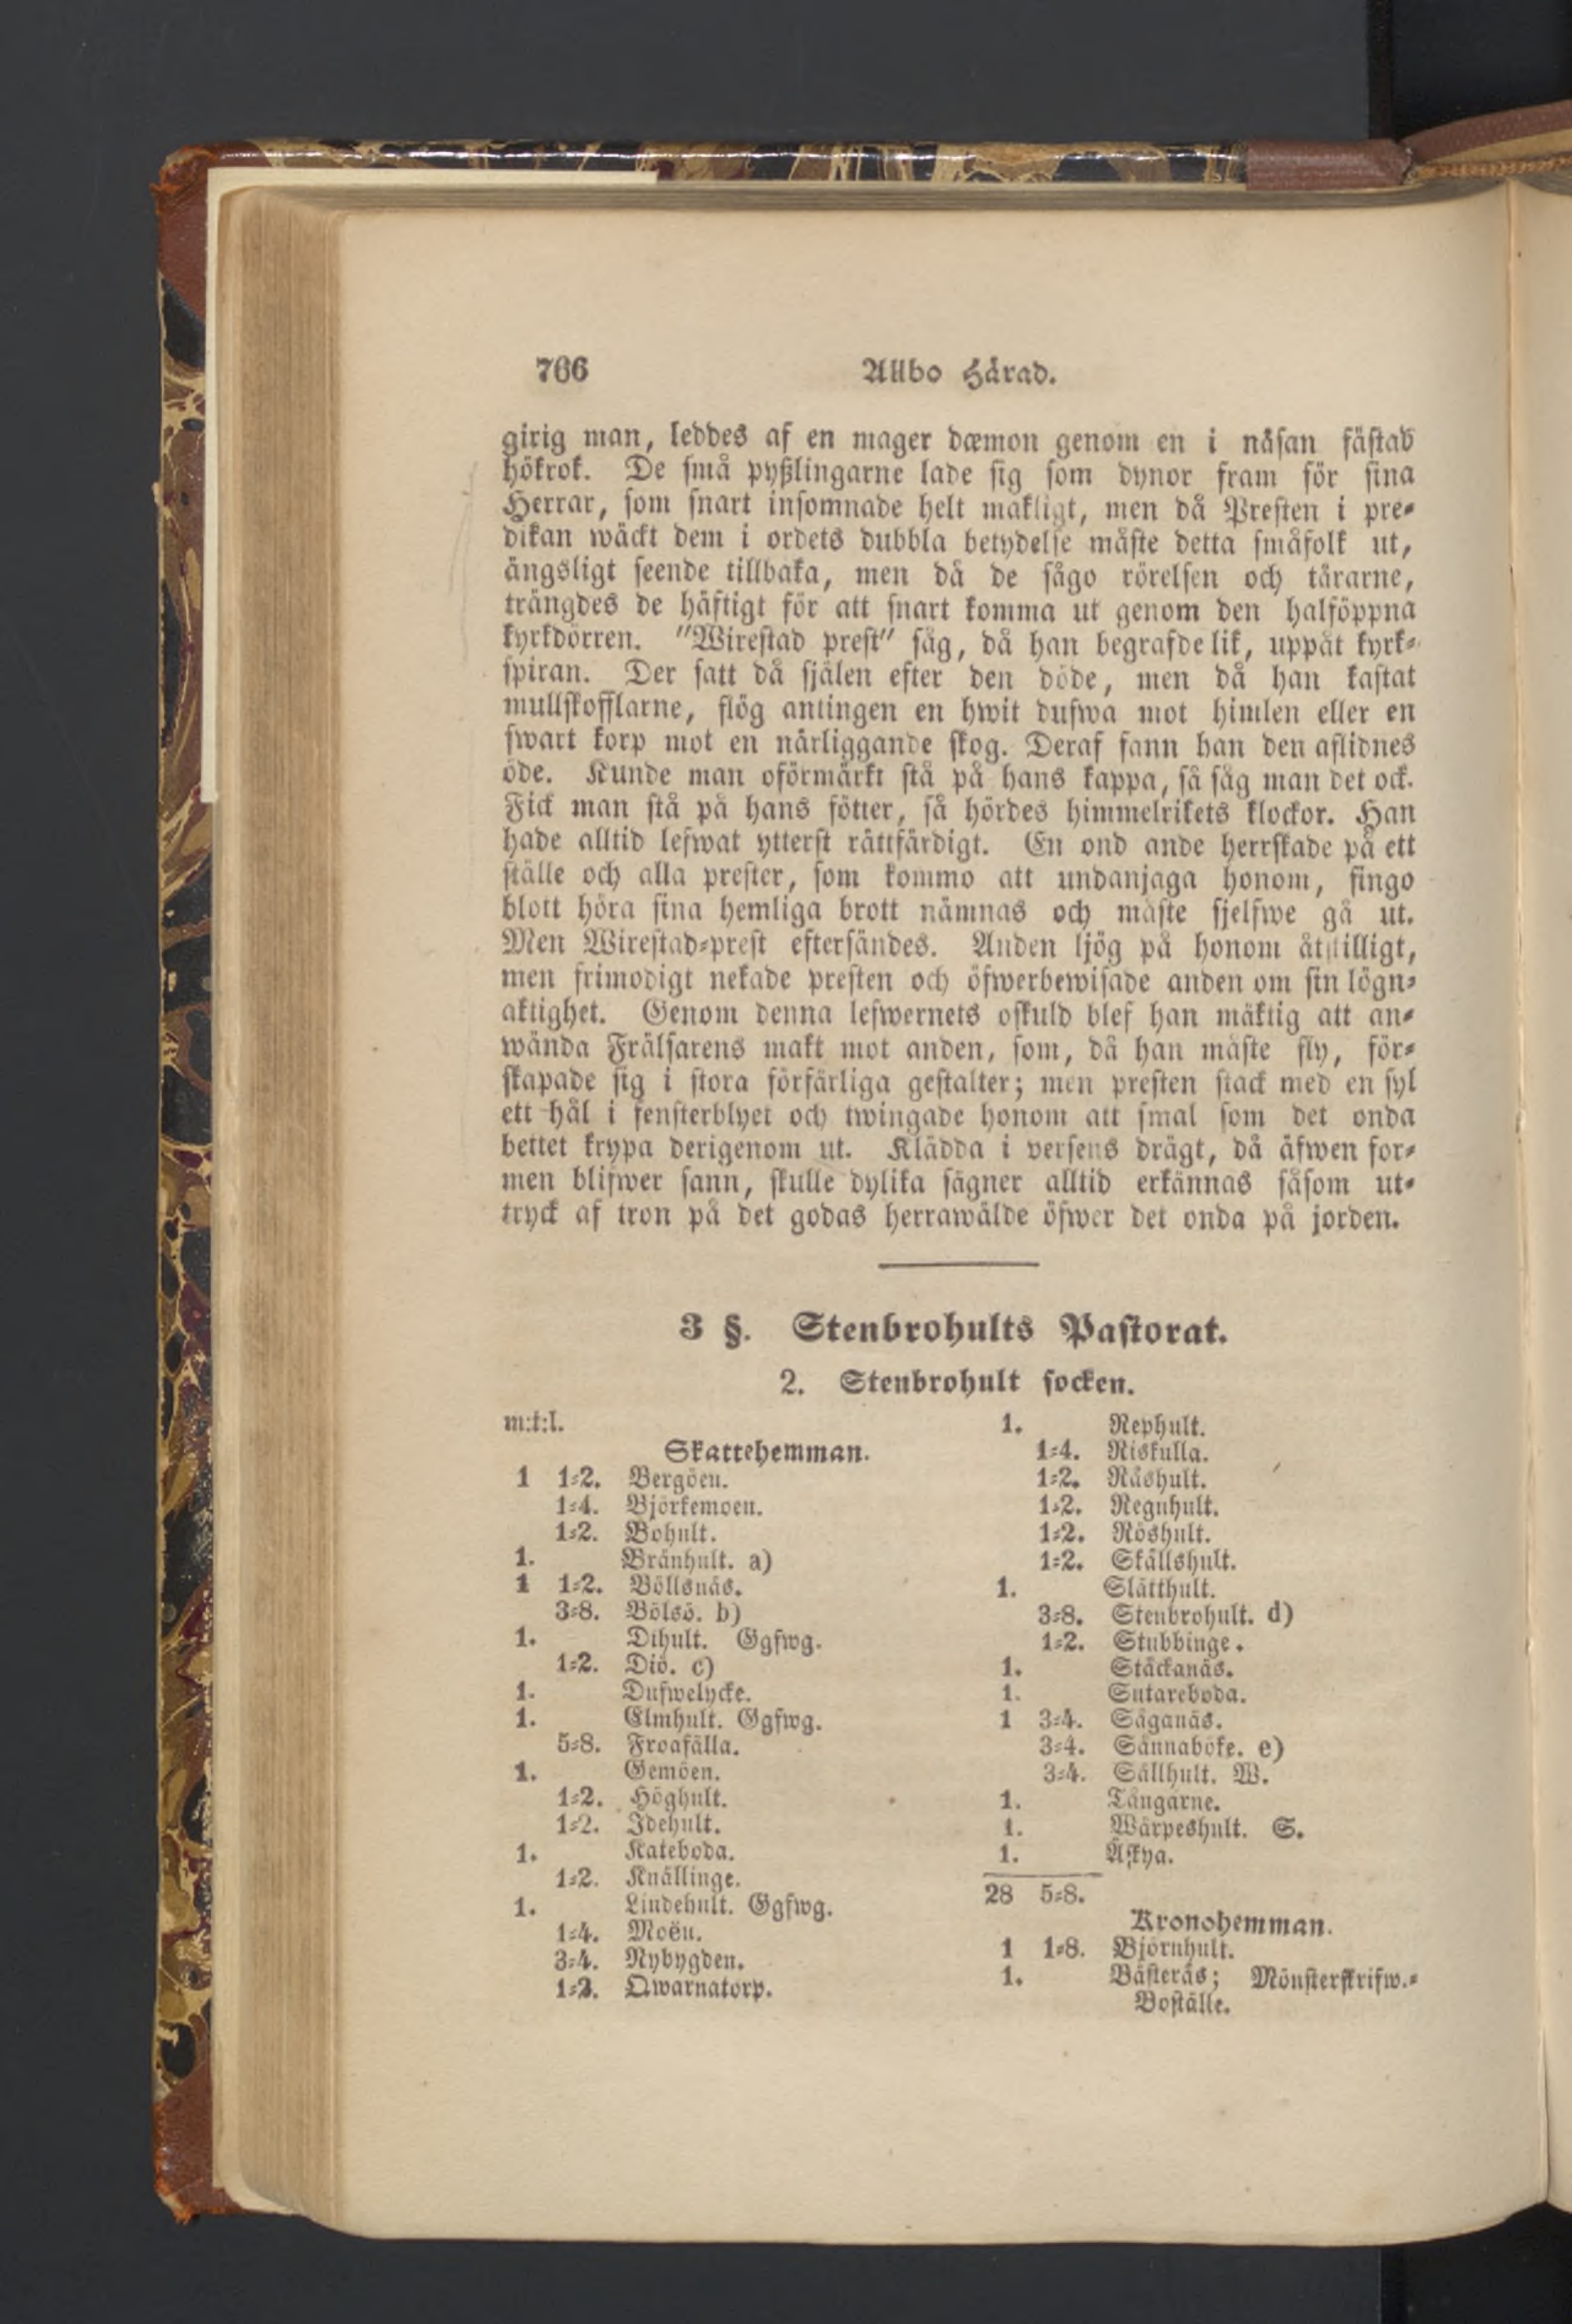 766 Allbo Härad.
girig man, leddes af en mager dæmon genom en i näsan fästad
hökrok. De små pyßlingarne lade sig som dynor fram för sina
Herrar, som snart insomnade helt makligt, men då Presten i pre-
dikan wäckt dem i ordets dubbla betydelse måste detta småfolk ut,
ängsligt seende tillbaka, men då de sågo rörelsen och tårarne,
trängdes de häftigt för att snart komma ut genom den halföppna
kyrkdörren. "Wirestad prest" såg, då han begrafde lik, uppåt kyrk-
spiran. Der satt då själen efter den döde, men då han kastat
mullskofflarne, flög antingen en hwit dufwa mot himlen eller en
swart korp mot en närliggande skog. Deraf fann han den aflidnes
öde. Kunde man oförmärkt stå på hans kappa, så såg man det ock.
Fick man stå på hans fötter, så hördes himmelrikets klockor. Han
hade alltid lefwat ytterst rättfärdigt. En ond ande herrskade på ett
ställe och alla prester, som kommo att undanjaga honom, fingo
blott höra sina hemliga brott nämnas och måste sjelfwe gå ut.
Men Wirestad-prest eftersändes. Anden ljög på honom åtskilligt,
men frimodigt nekade presten och öfwerbewisade anden om sin lögn-
aktighet. Genom denna lefwernets oskuld blef han mäktig att an-
wända Frälsarens makt mot anden, som, då han måste fly, för-
skapade sig i stora förfärliga gestalter; men presten stack med en syl
ett hål i fensterblyet och twingade honom att smal som det onda
bettet krypa derigenom ut. Klädda i versens drägt, då äfwen for-
men blifwer sann, skulle dylika sägner alltid erkännas såsom ut-
tryck af tron på det godas herrawälde öfwer det onda på jorden.
3 §. Stenbrohults Pastorat.
2. Stenbrohult socken.
m:t:l.
Skattehemman.
1 1-2. Bergöen.
1-4. Björkemoen.
1-2. Bohult.
1. Brånhult. a)
1 1-2. Böllsnäs.
3-8. Bölsö. b)
1. Dihult. Ggfwg.
1-2. Diö. c)
1. Dufwelycke.
1. Elmhult. Ggfwg.
5-8. Froafälla.
1. Gemöen.
1-2. Höghult.
1-2. Idehult.
1. Kateboda.
1-2. Knällinge.
1. Lindehult. Ggfwg.
1-4. Moën.
3-4. Nybygden.
1-2. Qwarnatorp.
1. Rephult.
1-4. Riskulla.
1-2. Råshult.
1-2. Regnhult.
1-2. Röshult.
1-2. Skällshult.
1. Slätthult.
3-8. Stenbrohult. d)
1-2. Stubbinge.
1. Stäckanäs.
1. Sutareboda.
1 3-4. Såganäs.
3-4. Sånnaböke. e)
3-4. Sällhult. W.
1. Tångarne.
1. Wärpeshult. S.
1. Äskya.
28 5-8.
Kronohemman.
1 1-8. Björnhult.
1. Bästerås; Mönsterskrifw.-
Boställe.